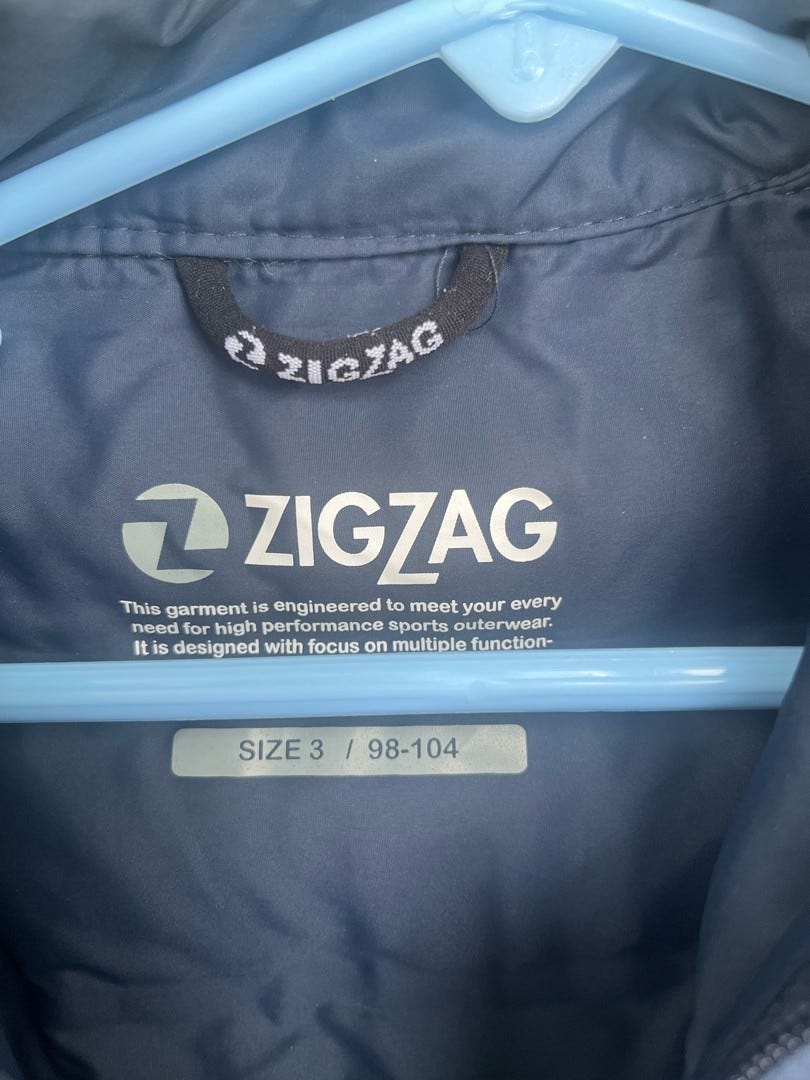 ZIGZAG
ZIGZAG
This garment is engineered to meet your every
need for high performance sports outerwear.
It is designed with focus on multiple function-
SIZE 3 / 98-104